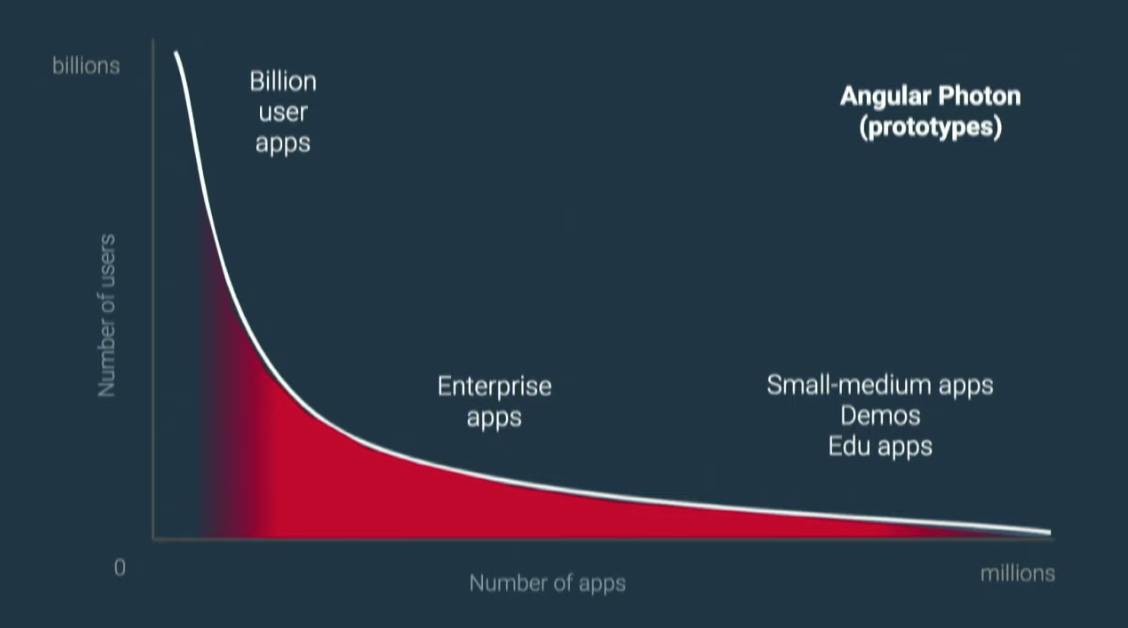 billions
Billion
user
apps
Angular Photon
(prototypes)
Number of users
Enterprise
apps
Small-medium apps
Demos
Edu apps
0
Number of apps
millions